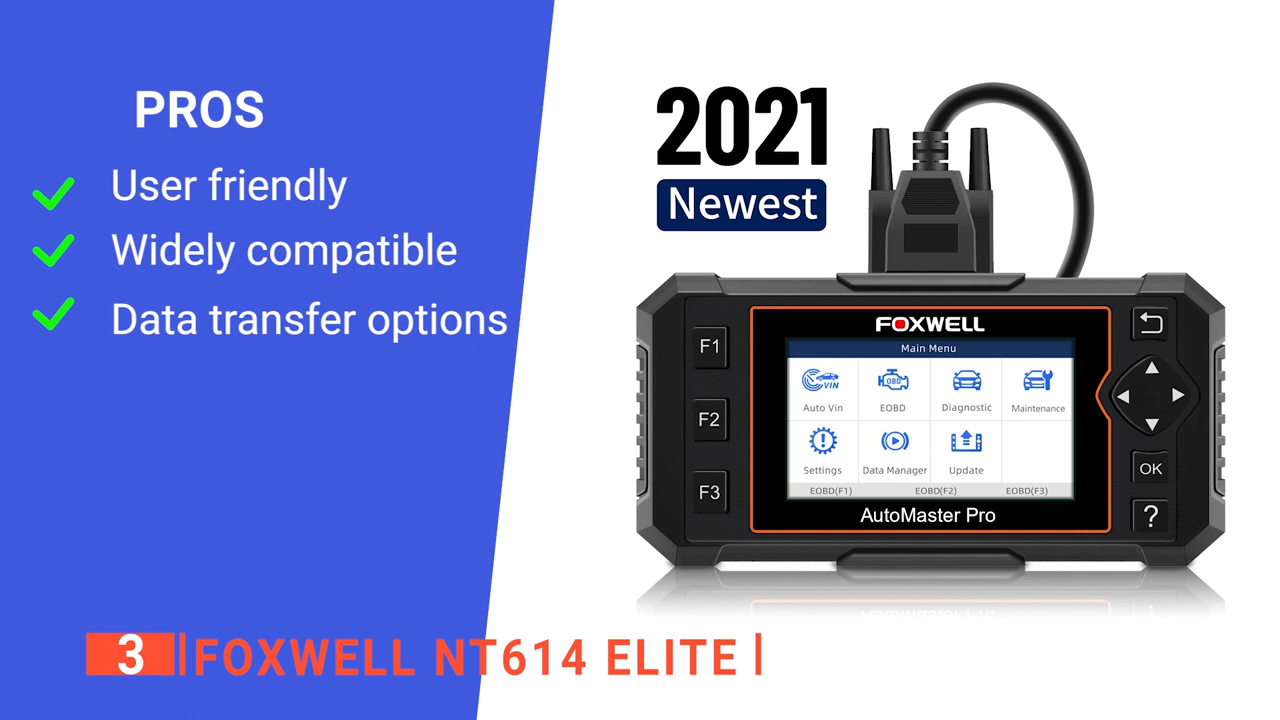 PROS
User friendly
Widely compatible
Data transfer options
2021
Newest
FOXWELL
Main Menu
VIN
OBD
Auto Vin
EOBD
Diagnostic
Maintenance
Settings
Data Manager
Update
EOBD(F1)
EOBD(F2)
EOBD(F3)
AutoMaster Pro
F1
F2
F3
OK
?
3
FOXWELL NT614 ELITE